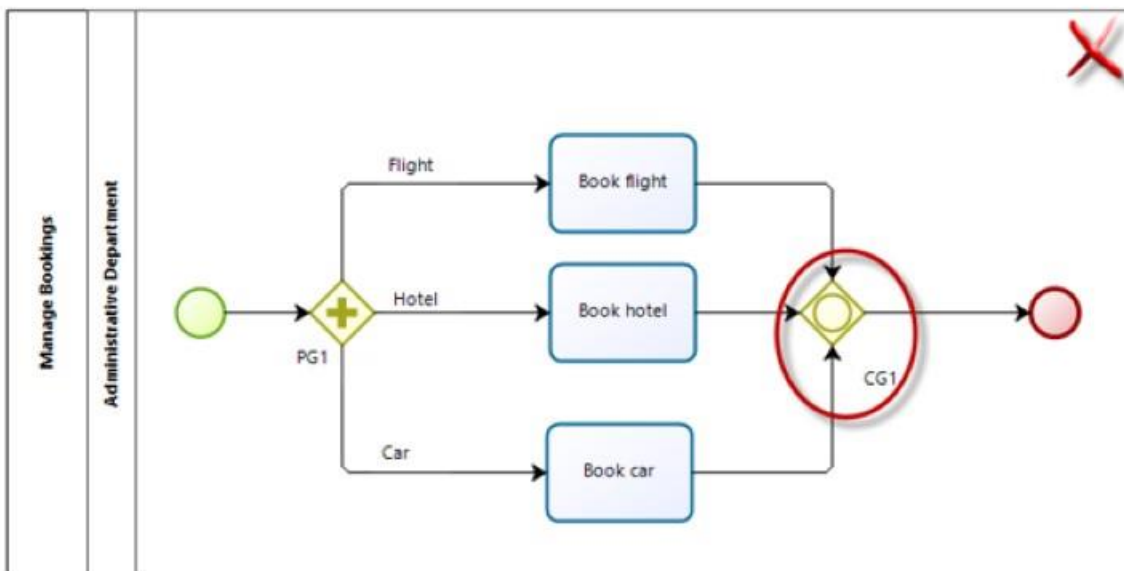 Manage Bookings
Administrative Department
Flight
Book flight
Hotel
Book hotel
PG1
CG1
Car
Book car